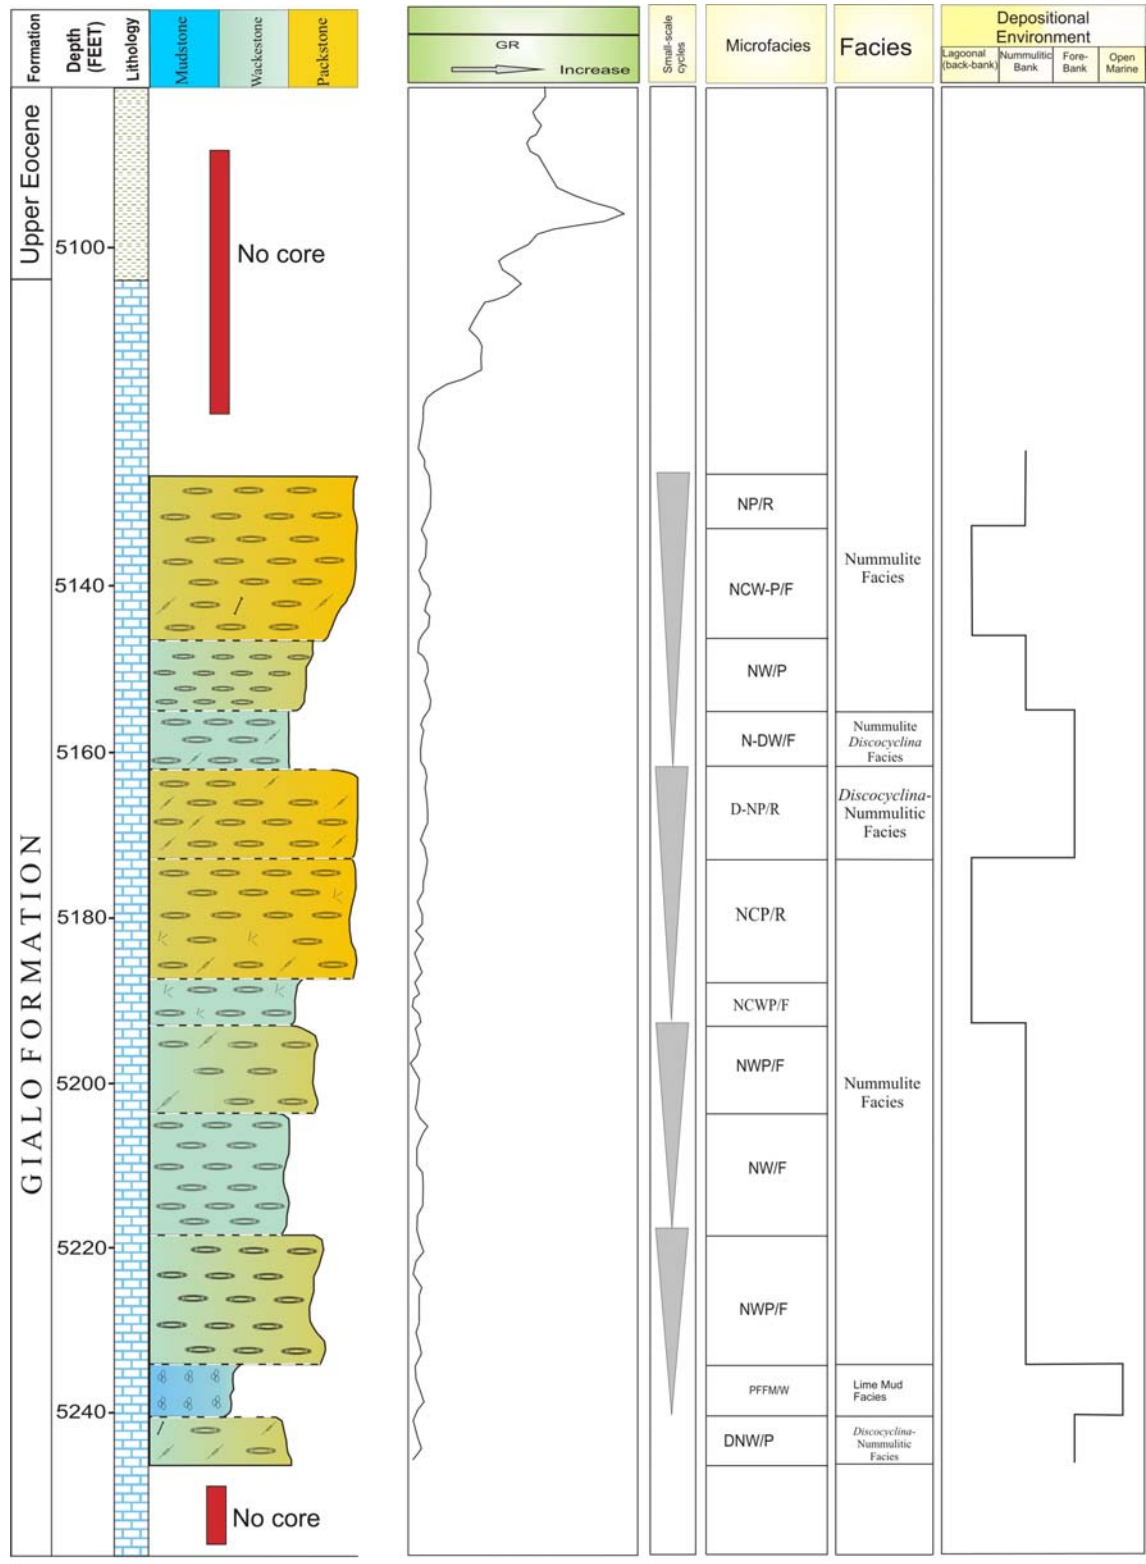 Formation
Depth
(FEET)
Lithology
Mudstone
Wackestone
Packstone
GR
Increase
Small-scale
cycles
Microfacies
Facies
Depositional
Environment
Lagoonal
(back-bank)
Nummulitic
Bank
Fore-
Bank
Open
Marine
Upper Eocene
GIALO FORMATION
5100
5140
5160
5180
5200
5220
5240
No core
No core
NP/R
NCW-P/F
NW/P
N-DW/F
D-NP/R
NCP/R
NCWP/F
NWP/F
NW/F
NWP/F
PFFM/W
DNW/P
Nummulite
Facies
Nummulite
Discocyclina
Facies
Discocyclina-
Nummulitic
Facies
Nummulite
Facies
Lime Mud
Facies
Discocyclina-
Nummulitic
Facies